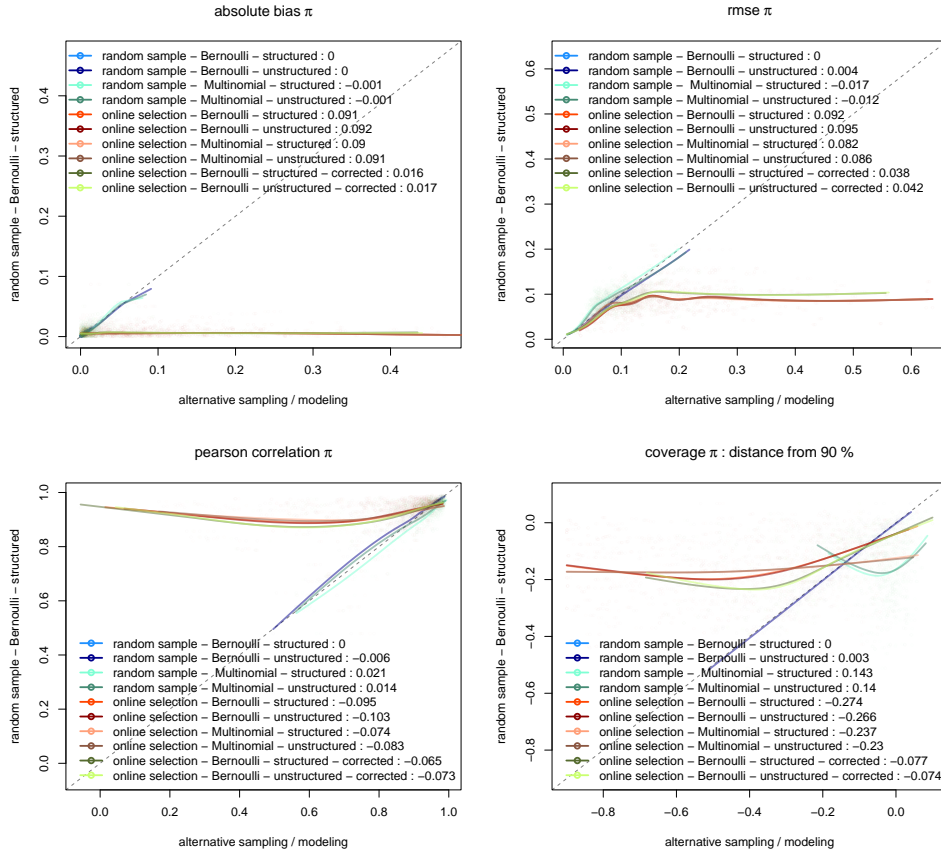 absolute bias π
random sample − Bernoulli − structured
0.0
0.1
0.2
0.3
0.4
random sample − Bernoulli − structured : 0
random sample − Bernoulli − unstructured : 0
random sample − Multinomial − structured : −0.001
random sample − Multinomial − unstructured : −0.001
online selection − Bernoulli − structured : 0.091
online selection − Bernoulli − unstructured : 0.092
online selection − Multinomial − structured : 0.09
online selection − Multinomial − unstructured : 0.091
online selection − Bernoulli − structured − corrected : 0.016
online selection − Bernoulli − unstructured − corrected : 0.017
0.0 0.1 0.2 0.3 0.4
alternative sampling / modeling
rmse π
random sample − Bernoulli − structured
0.0
0.1
0.2
0.3
0.4
0.5
0.6
random sample − Bernoulli − structured : 0
random sample − Bernoulli − unstructured : 0.004
random sample − Multinomial − structured : −0.017
random sample − Multinomial − unstructured : −0.012
online selection − Bernoulli − structured : 0.092
online selection − Bernoulli − unstructured : 0.095
online selection − Multinomial − structured : 0.082
online selection − Multinomial − unstructured : 0.086
online selection − Bernoulli − structured − corrected : 0.038
online selection − Bernoulli − unstructured − corrected : 0.042
0.0 0.1 0.2 0.3 0.4 0.5 0.6
alternative sampling / modeling
pearson correlation π
random sample − Bernoulli − structured
0.0
0.2
0.4
0.6
0.8
1.0
random sample − Bernoulli − structured : 0
random sample − Bernoulli − unstructured : −0.006
random sample − Multinomial − structured : 0.021
random sample − Multinomial − unstructured : 0.014
online selection − Bernoulli − structured : −0.095
online selection − Bernoulli − unstructured : −0.103
online selection − Multinomial − structured : −0.074
online selection − Multinomial − unstructured : −0.083
online selection − Bernoulli − structured − corrected : −0.065
online selection − Bernoulli − unstructured − corrected : −0.073
0.0 0.2 0.4 0.6 0.8 1.0
alternative sampling / modeling
coverage π : distance from 90 %
random sample − Bernoulli − structured
−0.8
−0.6
−0.4
−0.2
0.0
random sample − Bernoulli − structured : 0
random sample − Bernoulli − unstructured : 0.003
random sample − Multinomial − structured : 0.143
random sample − Multinomial − unstructured : 0.14
online selection − Bernoulli − structured : −0.274
online selection − Bernoulli − unstructured : −0.266
online selection − Multinomial − structured : −0.237
online selection − Multinomial − unstructured : −0.23
online selection − Bernoulli − structured − corrected : −0.077
online selection − Bernoulli − unstructured − corrected : −0.074
−0.8 −0.6 −0.4 −0.2 0.0
alternative sampling / modeling